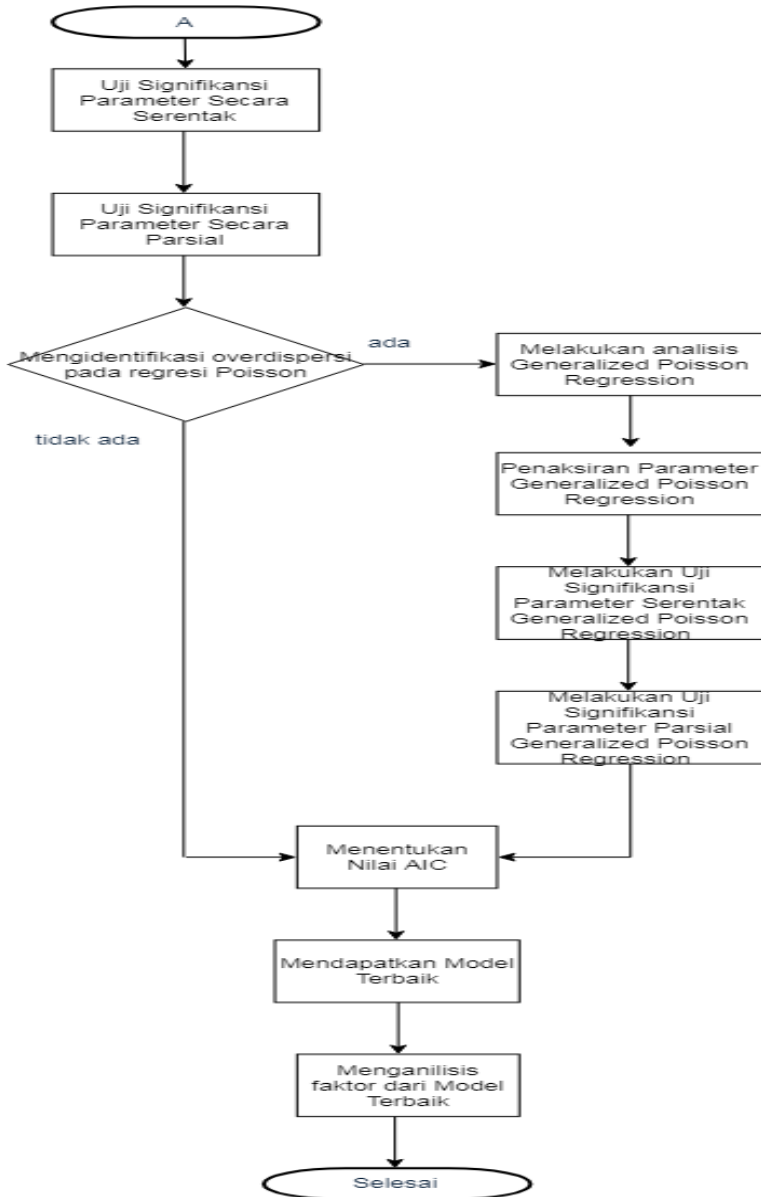 A
Uji Signifikansi
Parameter Secara
Serentak
Uji Signifikansi
Parameter Secara
Parsial
Mengidentifikasi overdispersi
pada regresi Poisson
ada
tidak ada
Melakukan analisis
Generalized Poisson
Regression
Penaksiran Parameter
Generalized Poisson
Regression
Melakukan Uji
Signifikansi
Parameter Serentak
Generalized Poisson
Regression
Melakukan Uji
Signifikansi
Parameter Parsial
Generalized Poisson
Regression
Menentukan
Nilai AIC
Mendapatkan Model
Terbaik
Menganilisis
faktor dari Model
Terbaik
Selesai